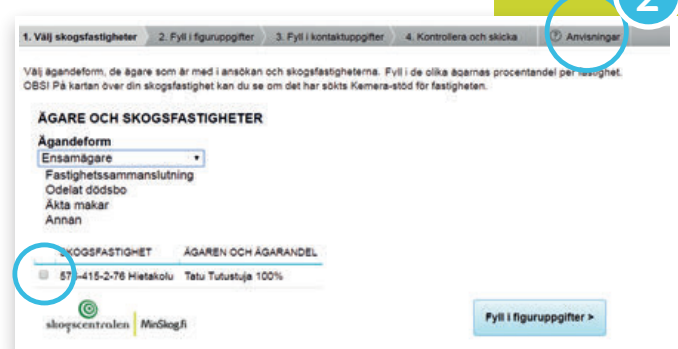 2
1. Välj skogsfastigheter 2. Fyll i figuruppgifter 3. Fyll i kontaktuppgifter 4. Kontrollera och skicka ? Anvisningar
Välj ägandeform, de ägare som är med i ansökan och skogsfastigheterna. Fyll i de olika ägarnas procentandel per fastighet.
OBS! På kartan över din skogsfastighet kan du se om det har sökts Kemera-stöd för fastigheten.
ÄGARE OCH SKOGSFASTIGHETER
Ägandeform
Ensamägare
Fastighetssammanslutning
Odelat dödsbo
Äkta makar
Annan
SKOGSFASTIGHET ÄGAREN OCH ÄGARANDEL
-415-2-76 Hietakolu Tatu Tutustuja 100%
skogscentralen MinSkog.fi
Fyll i figuruppgifter >